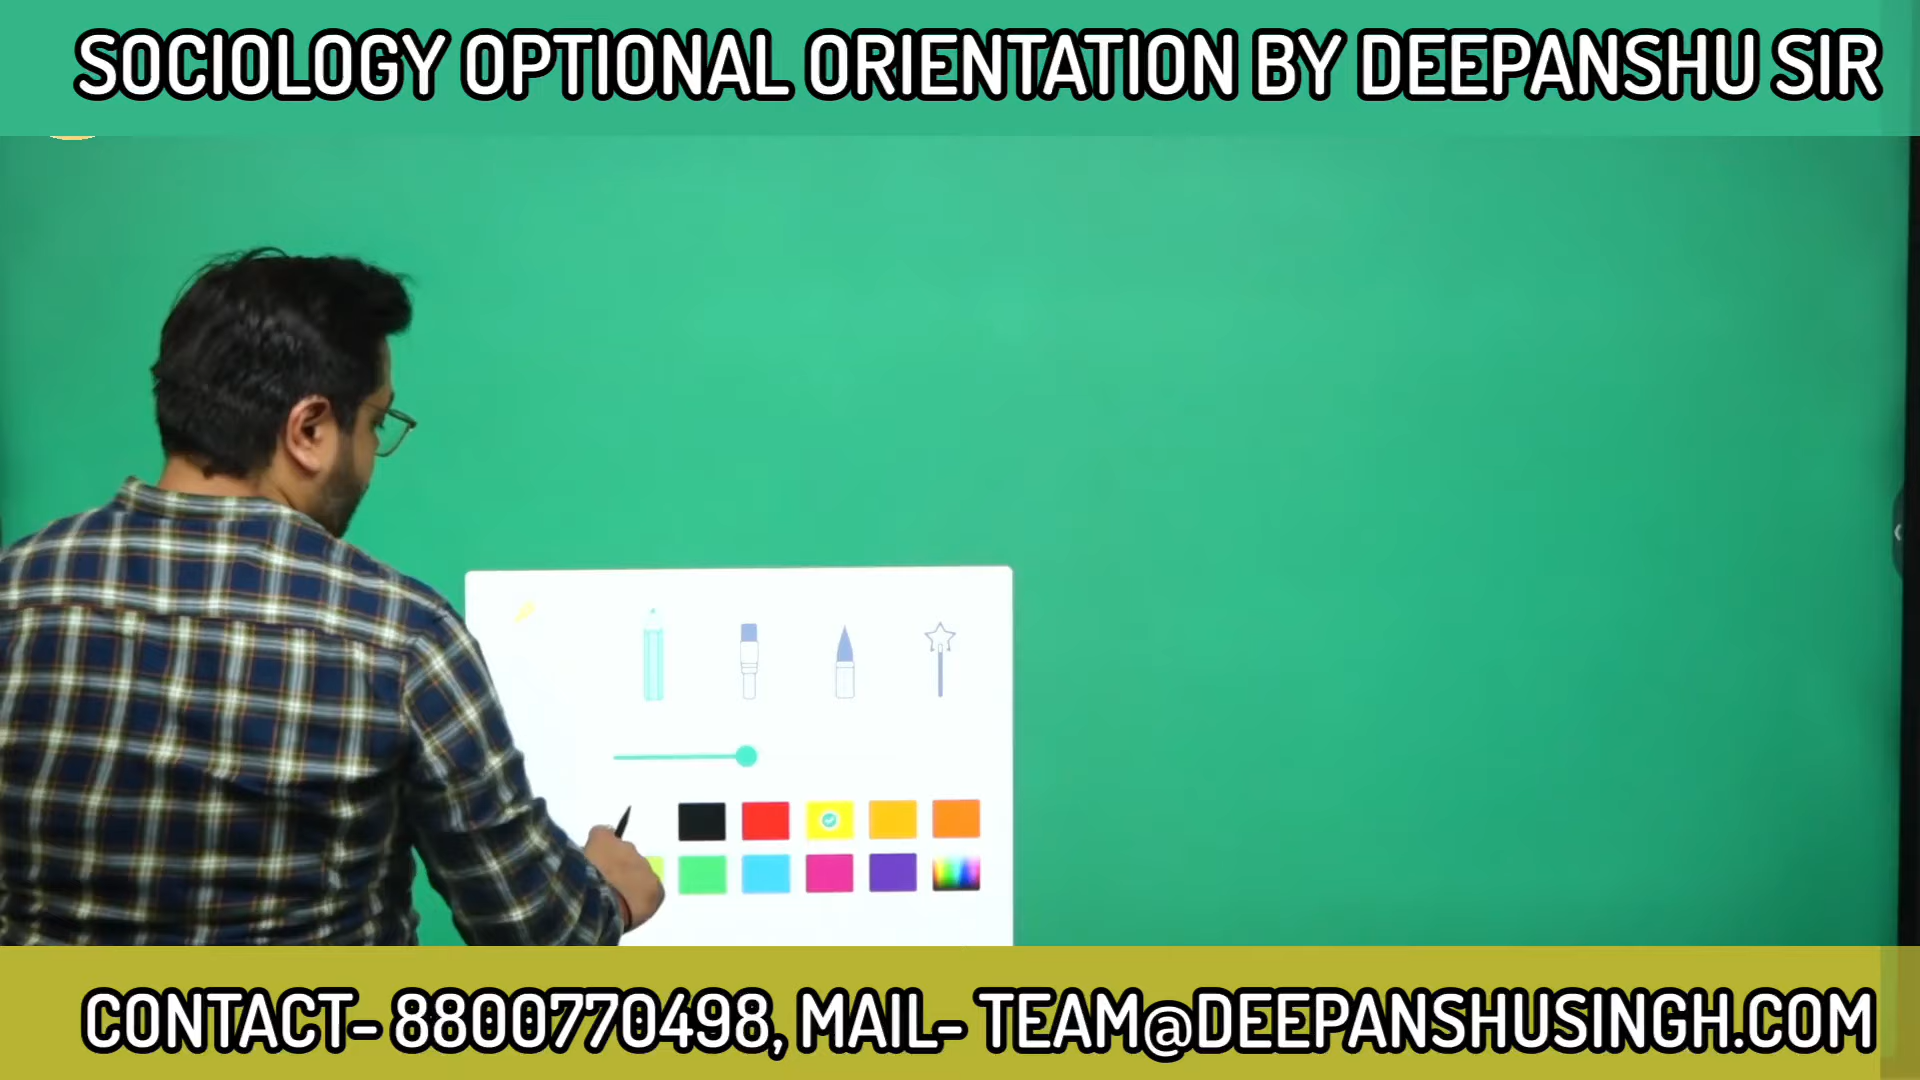 SOCIOLOGY OPTIONAL ORIENTATION BY DEEPANSHU SIR
CONTACT- 8800770498, MAIL- TEAM@DEEPANSHUSINGH.COM